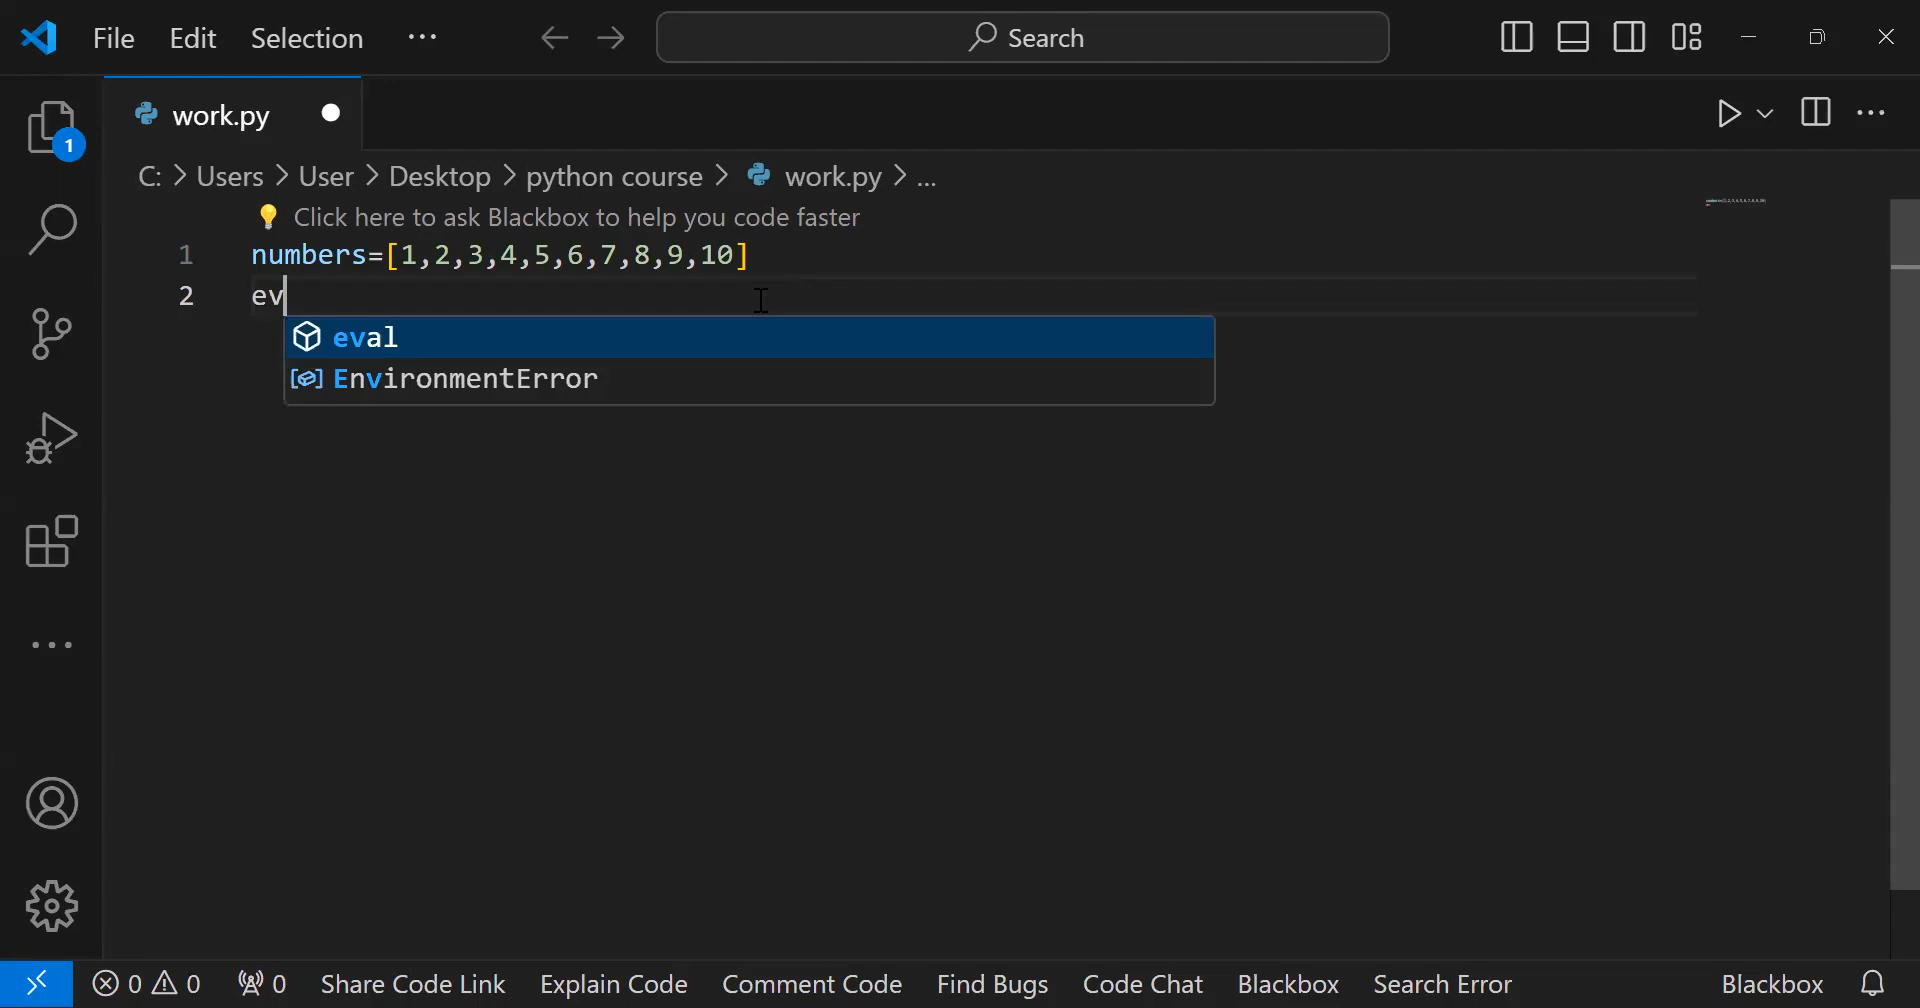 File Edit Selection ... Search
work.py
1
C: > Users > User > Desktop > python course > work.py > ...
Click here to ask Blackbox to help you code faster
1 numbers=[1,2,3,4,5,6,7,8,9,10]
2 ev
eval
EnvironmentError
0 0 0 Share Code Link Explain Code Comment Code Find Bugs Code Chat Blackbox Search Error Blackbox